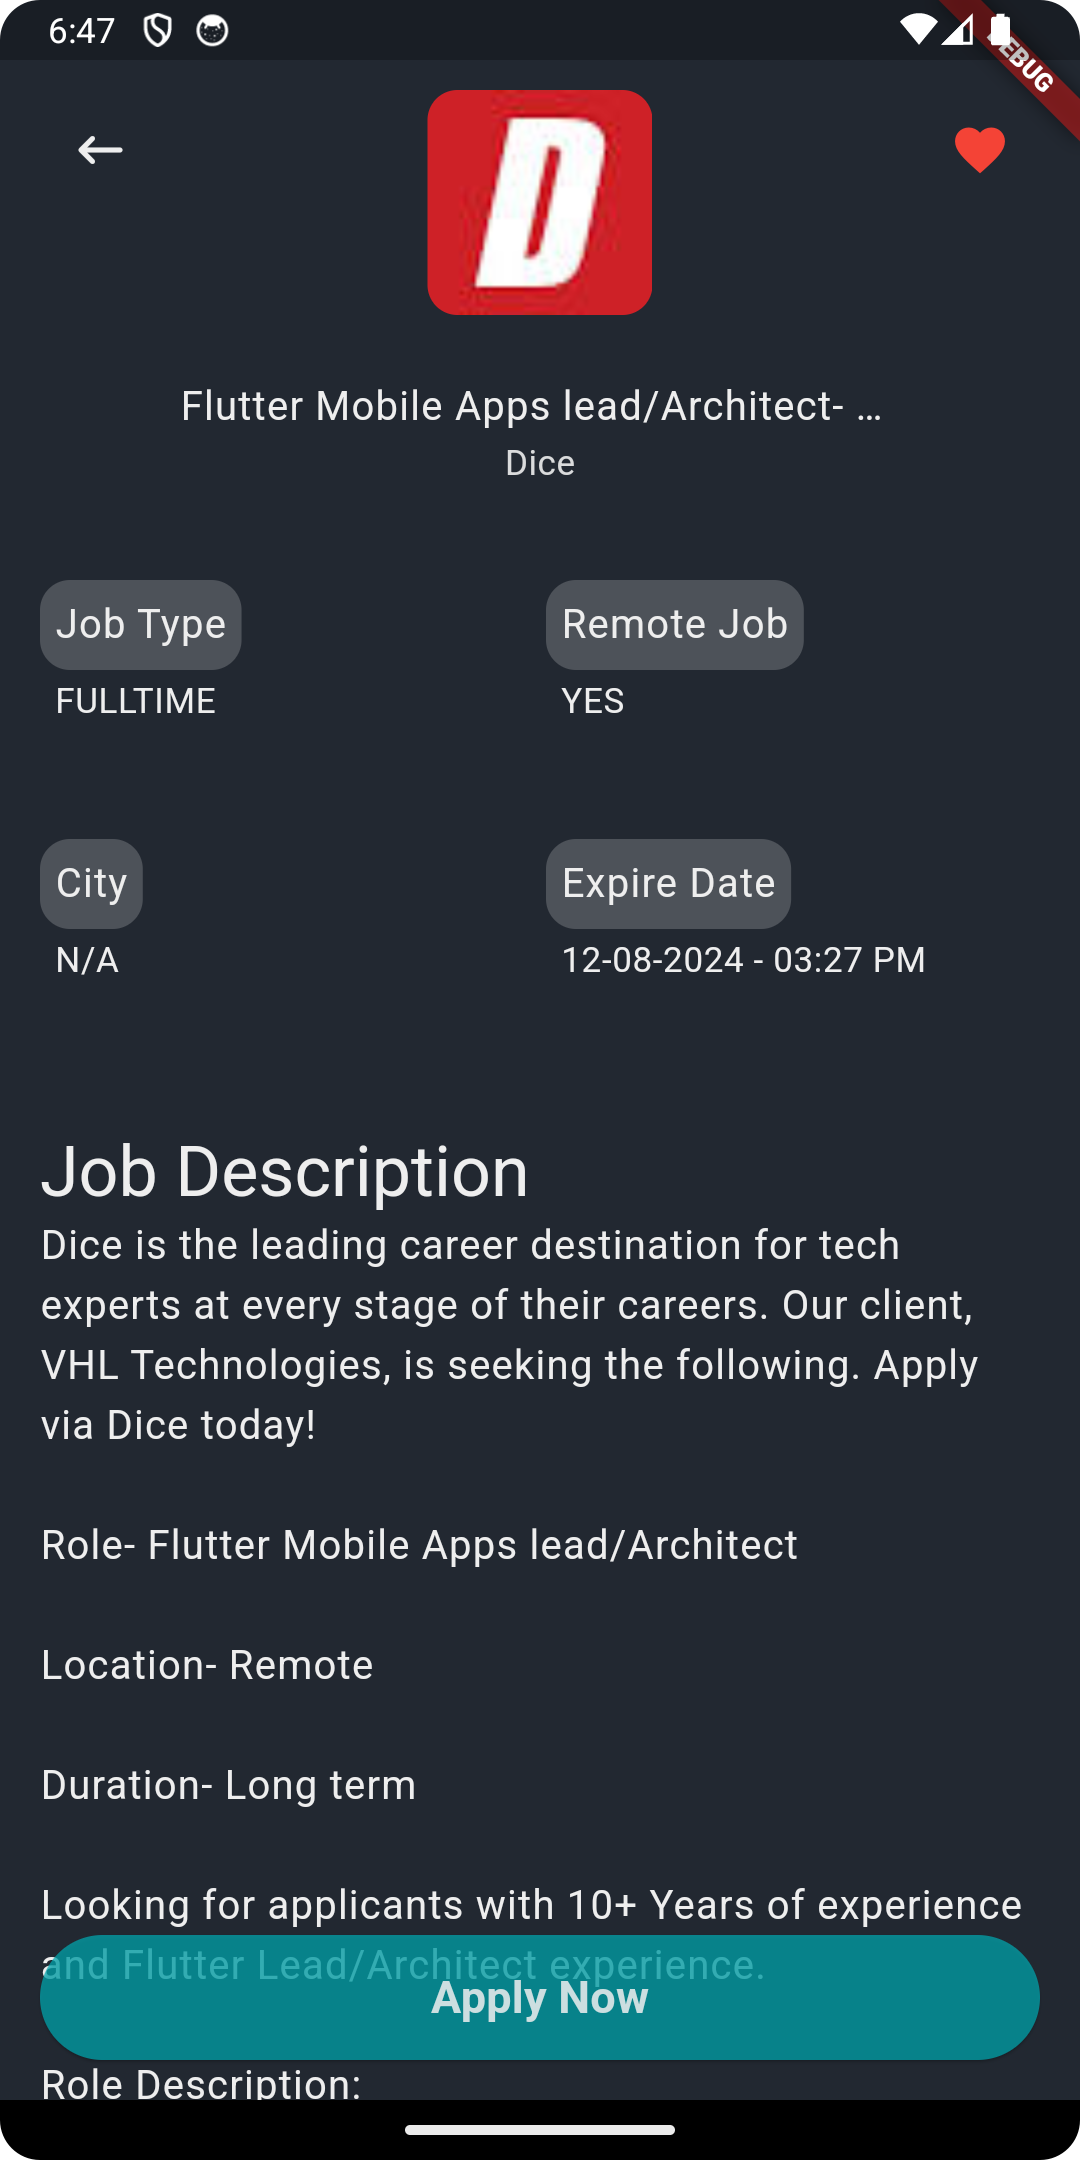 6:47
DEBUG
D
Flutter Mobile Apps lead/Architect- ...
Dice
Job Type
Remote Job
FULLTIME
YES
City
Expire Date
N/A
12-08-2024 - 03:27 PM
Job Description
Dice is the leading career destination for tech
experts at every stage of their careers. Our client,
VHL Technologies, is seeking the following. Apply
via Dice today!
Role- Flutter Mobile Apps lead/Architect
Location- Remote
Duration- Long term
Looking for applicants with 10+ Years of experience
and Flutter Lead/Architect experience.
Apply Now
Role Description: